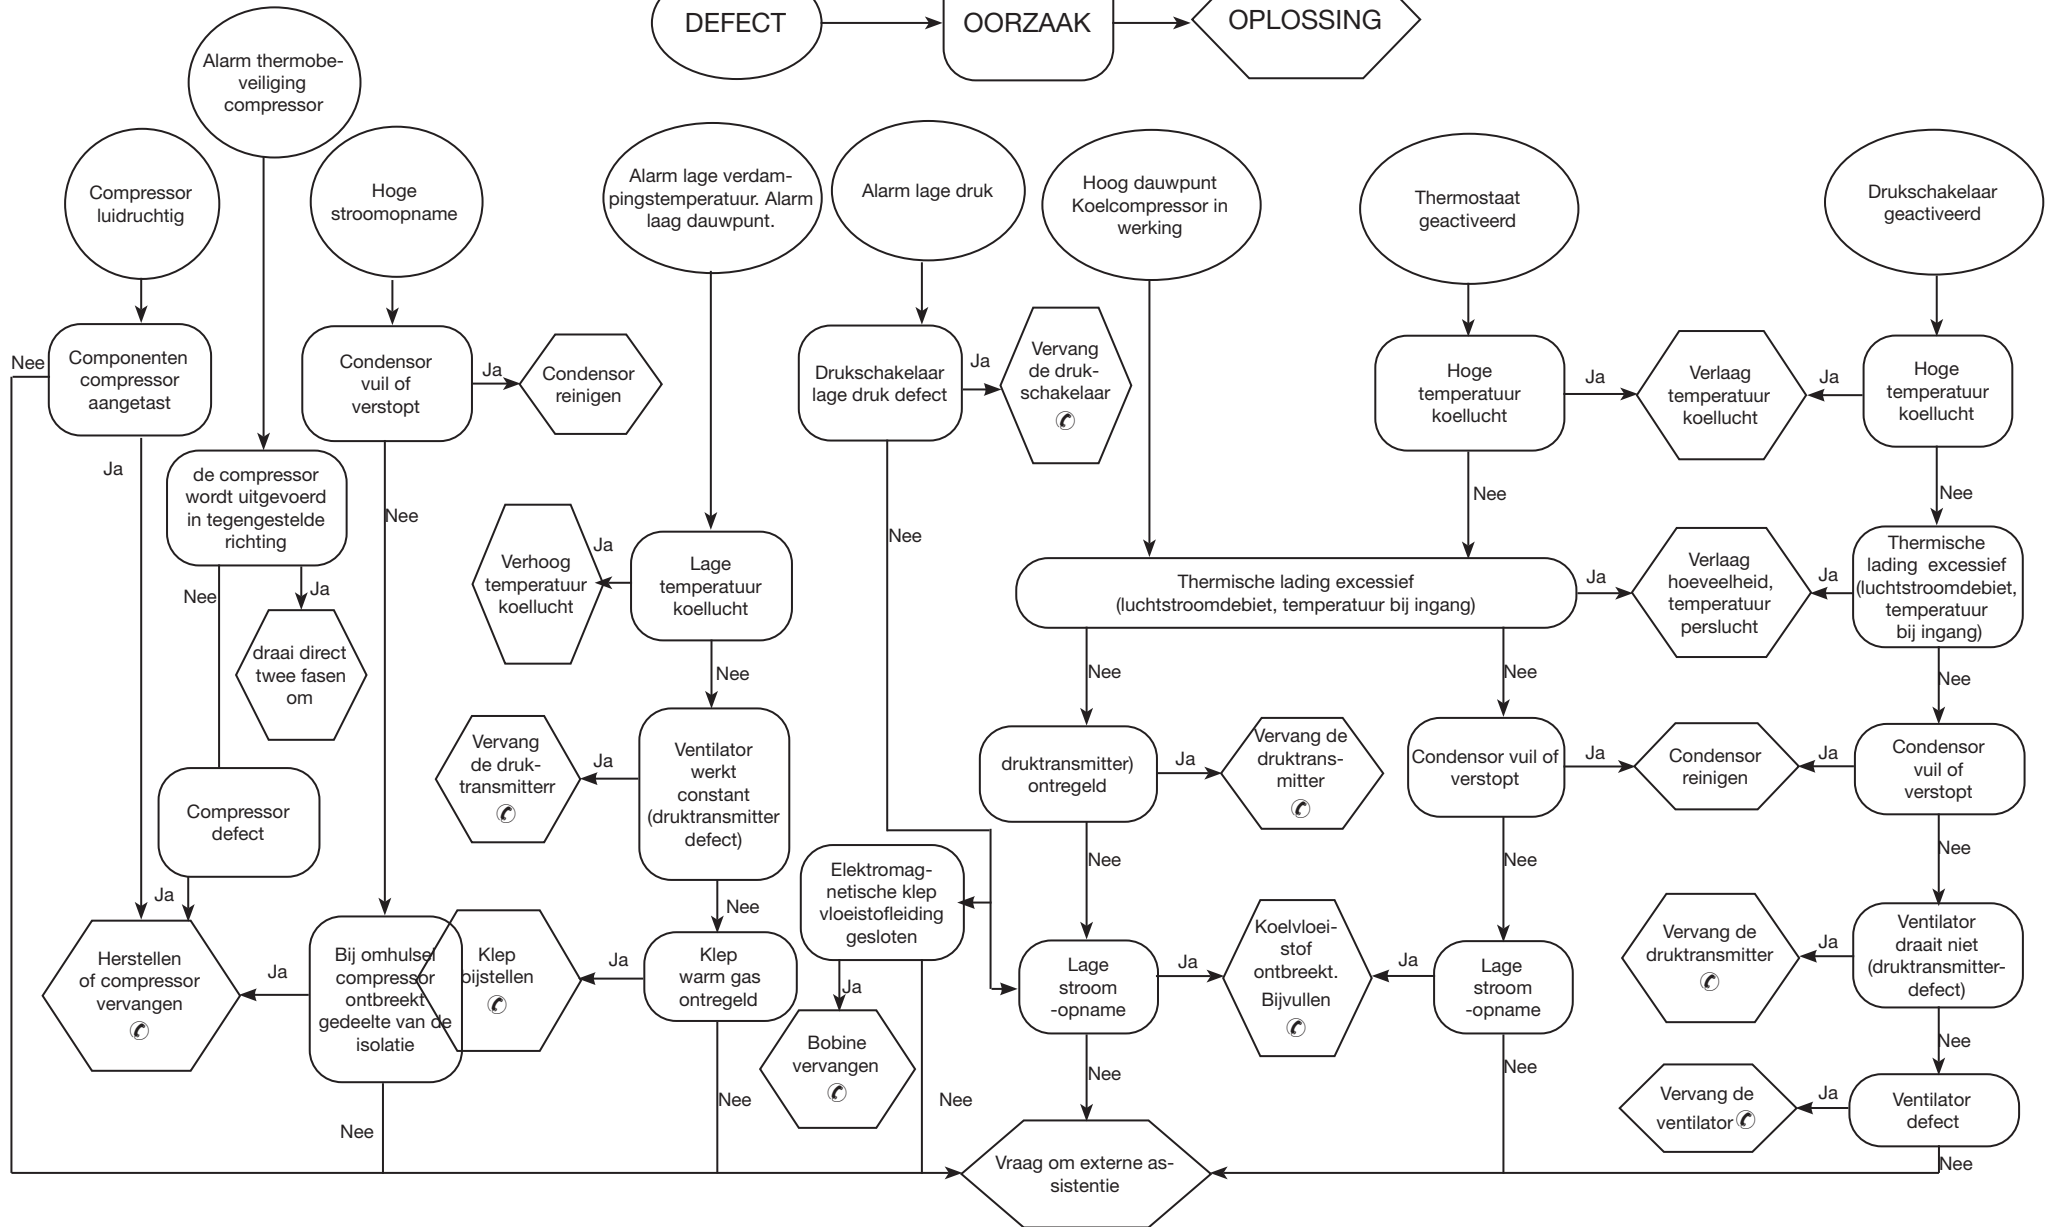 DEFECT
OORZAAK
OPLOSSING
Alarm thermobe-
veiliging
compressor
Compressor
luidruchtig
Hoge
stroomopname
Alarm lage verdam-
pingstemperatuur. Alarm
laag dauwpunt.
Alarm lage druk
Hoog dauwpunt
Koelcompressor in
werking
Thermostaat
geactiveerd
Drukschakelaar
geactiveerd
Nee
Componenten
compressor
aangetast
Condensor
vuil of
verstopt
Ja
Condensor
reinigen
Drukschakelaar
lage druk defect
Ja
Vervang
de druk-
schakelaar
Hoge
temperatuur
koellucht
Ja
Verlaag
temperatuur
koellucht
Ja
Hoge
temperatuur
koellucht
Ja
de compressor
wordt uitgevoerd
in tegengestelde
richting
Nee
Nee
Nee
Nee
Nee
Ja
draai direct
twee fasen
om
Verhoog
temperatuur
koellucht
Ja
Lage
temperatuur
koellucht
Nee
Thermische lading excessief
(luchtstroomdebiet, temperatuur bij ingang)
Ja
Verlaag
hoeveelheid,
temperatuur
perslucht
Ja
Thermische
lading excessief
(luchtstroomdebiet,
temperatuur
bij ingang)
Nee
Nee
Nee
Vervang
de druk-
transmitterr
Ja
Ventilator
werkt
constant
(druktransmitter
defect)
druktransmitter)
ontregeld
Ja
Vervang de
druktrans-
mitter
Condensor vuil of
verstopt
Ja
Condensor
reinigen
Ja
Condensor
vuil of
verstopt
Compressor
defect
Ja
Nee
Elektromag-
netische klep
vloeistofleiding
gesloten
Nee
Nee
Nee
Herstellen
of compressor
vervangen
Ja
Bij omhulsel
compressor
ontbreekt
gedeelte van de
isolatie
Klep
bijstellen
Ja
Klep
warm gas
ontregeld
Ja
Bobine
vervangen
Lage
stroom
-opname
Ja
Koelvloei-
stof
ontbreekt.
Bijvullen
Ja
Lage
stroom
-opname
Vervang de
druktransmitter
Ja
Ventilator
draait niet
(druktransmitter-
defect)
Nee
Nee
Nee
Nee
Nee
Nee
Vervang de
ventilator
Ja
Ventilator
defect
Nee
Vraag om externe as-
sistentie